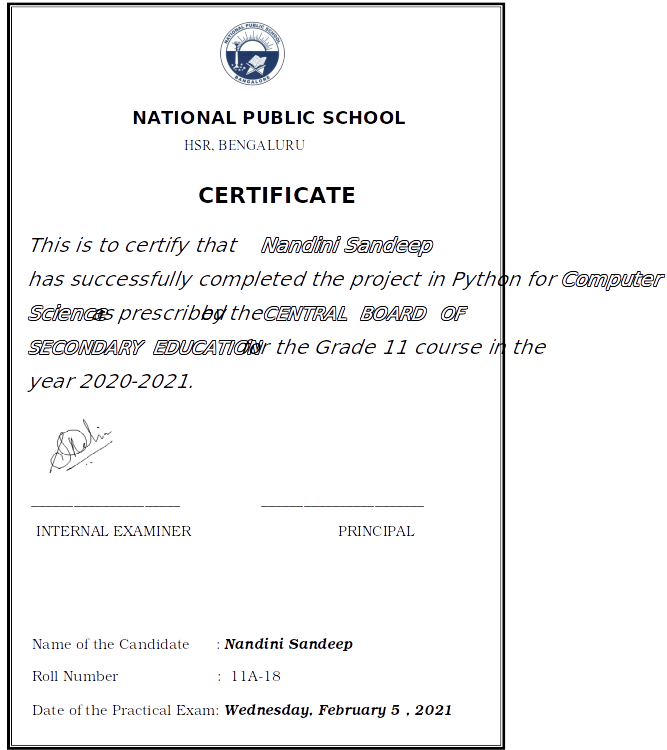 NATIONAL PUBLIC SCHOOL
BANGALORE
NATIONAL PUBLIC SCHOOL
HSR, BENGALURU
CERTIFICATE
This is to certify that Nandini Sandeep
has successfully completed the project in Python for Computer
Science as prescribed by the CENTRAL BOARD OF
SECONDARY EDUCATION for the Grade 11 course in the
year 2020-2021.
INTERNAL EXAMINER PRINCIPAL
Name of the Candidate : Nandini Sandeep
Roll Number : 11A-18
Date of the Practical Exam: Wednesday, February 5 , 2021